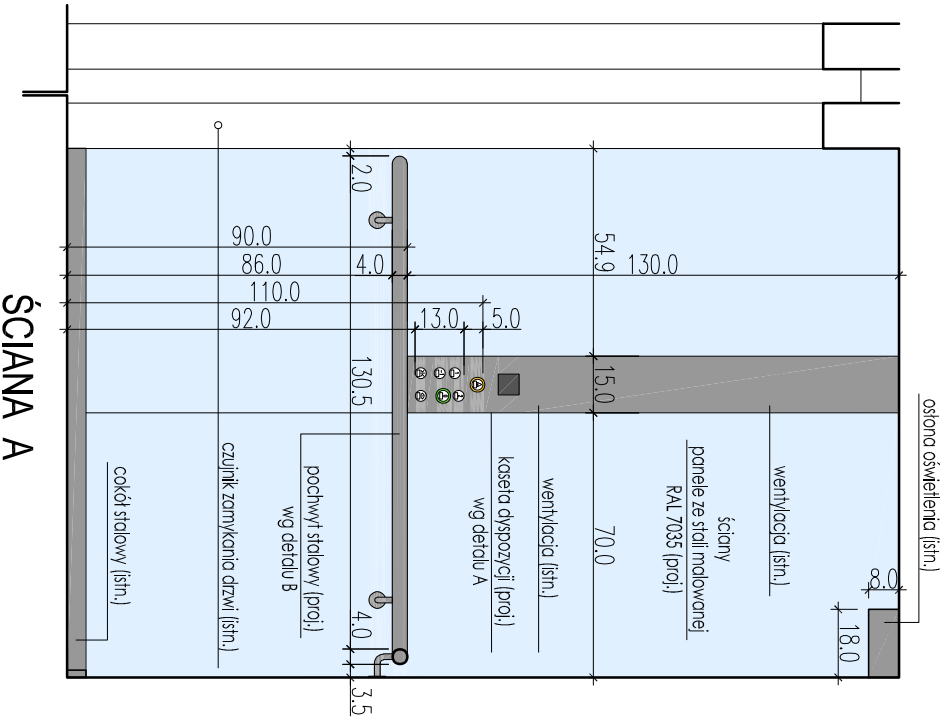 osłona oświetlenia (istn.)
8.0
18.0
wentylacja (istn.)
ściany
panele ze stali malowanej
RAL 7035 (proj.)
54.9
15.0
70.0
130.0
wentylacja (istn.)
kaseta dyspozycji (proj.)
wg detalu A
5.0
13.0
92.0
110.0
4.0
86.0
90.0
pochwyt stalowy (proj.)
wg detalu B
2.0
130.5
4.0
3.5
czujnik zamykania drzwi (istn.)
cokół stalowy (istn.)
ŚCIANA A